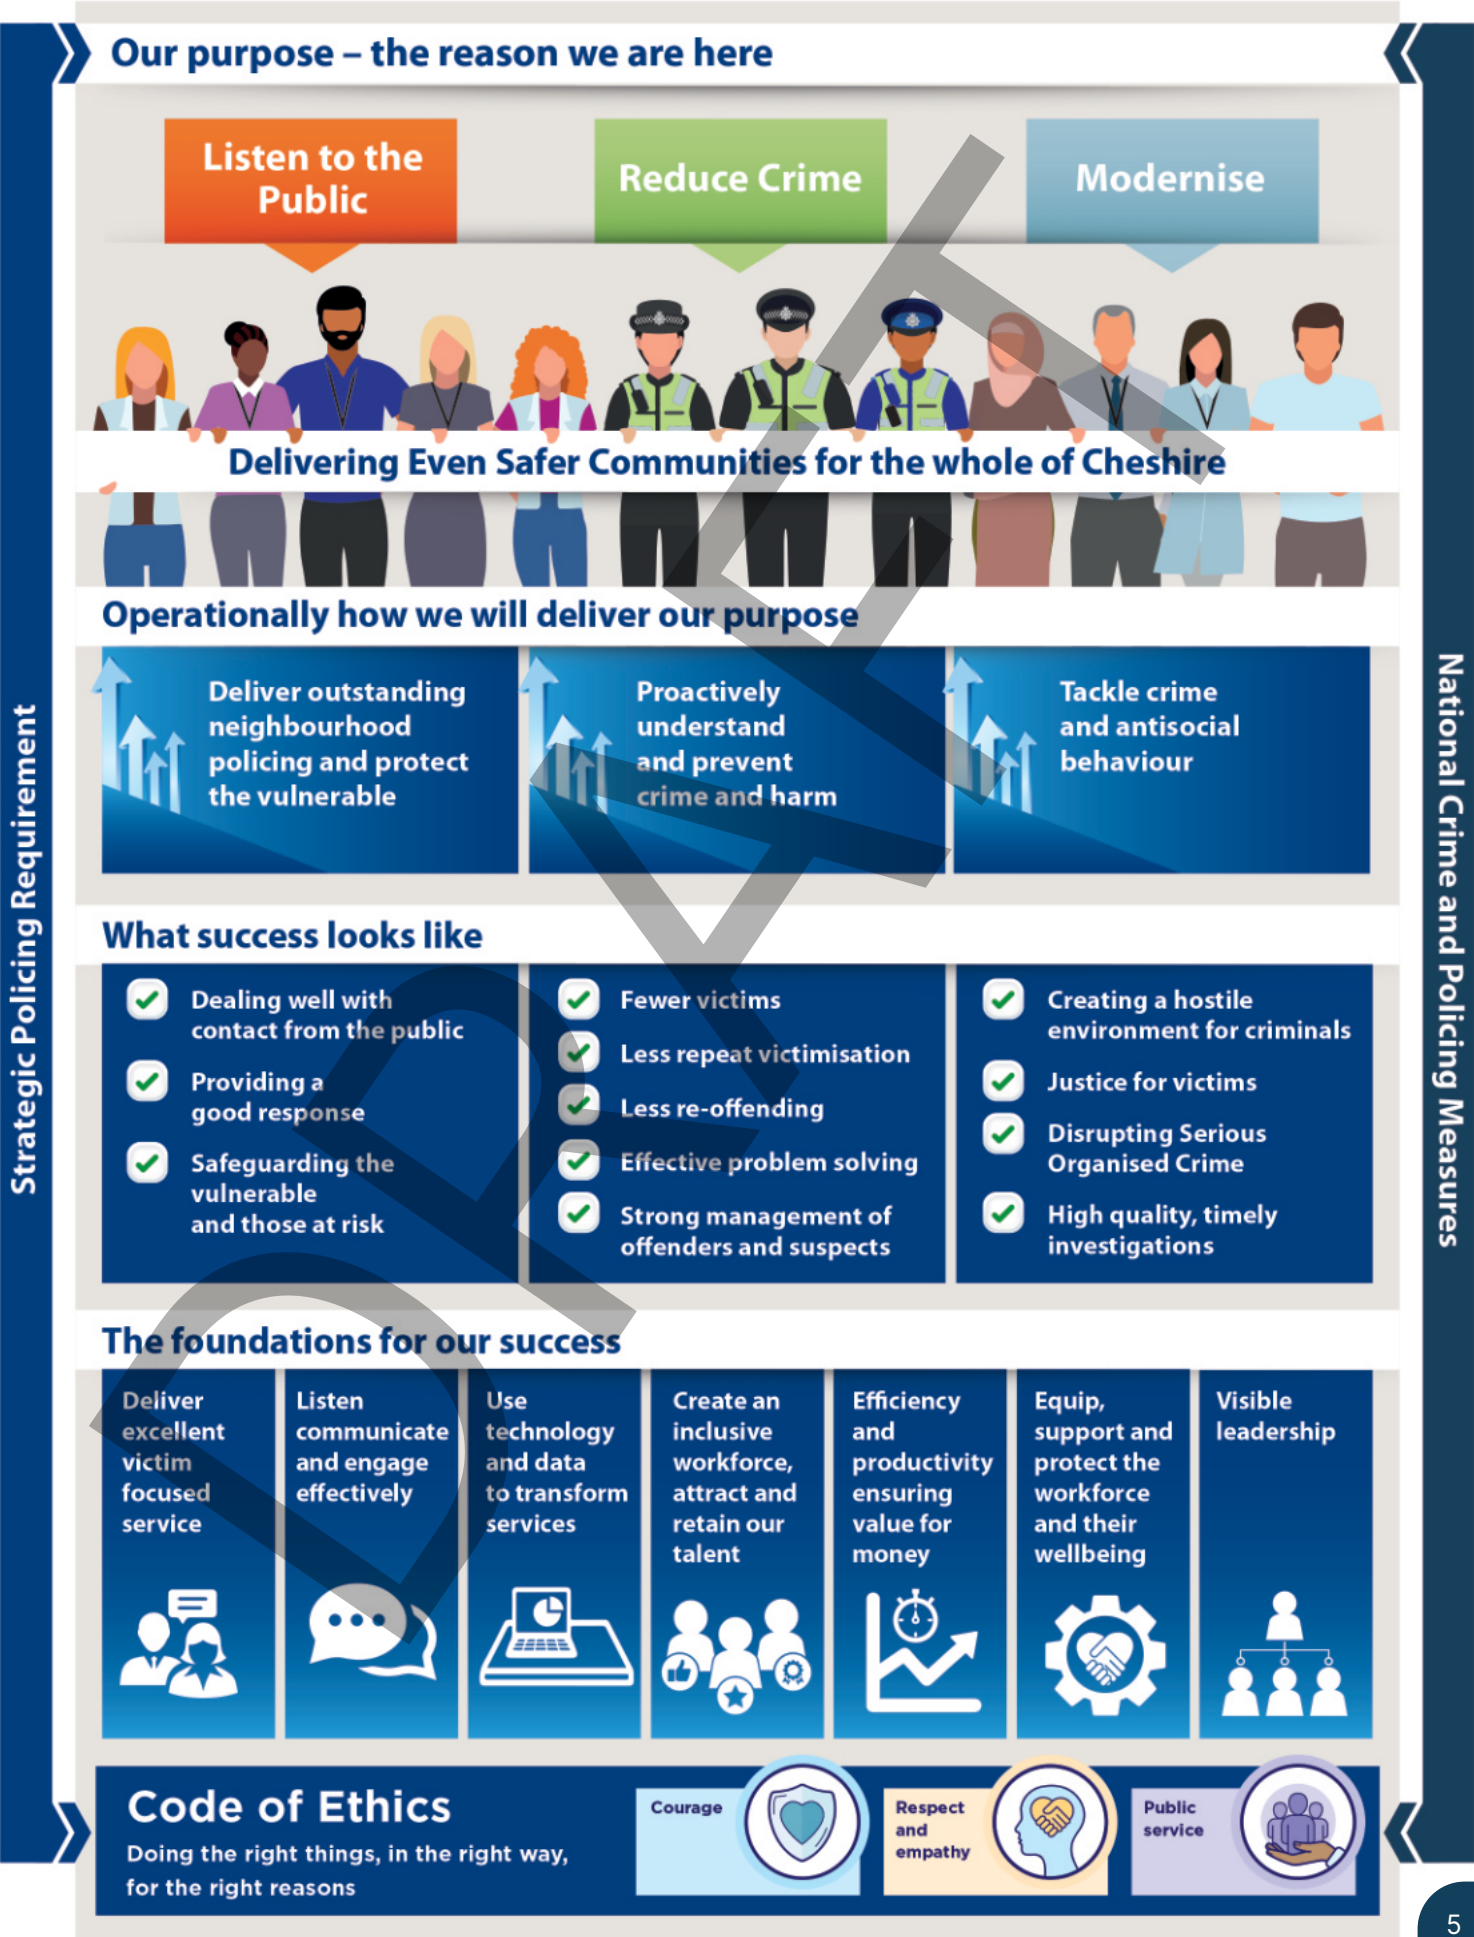 Our purpose – the reason we are here
Listen to the
Public
Reduce Crime
Modernise
Delivering Even Safer Communities for the whole of Cheshire
Operationally how we will deliver our purpose
Deliver outstanding
neighbourhood
policing and protect
the vulnerable
Proactively
understand
and prevent
crime and harm
Tackle crime
and antisocial
behaviour
What success looks like
Dealing well with
contact from the public
Providing a
good response
Safeguarding the
vulnerable
and those at risk
Fewer victims
Less repeat victimisation
Less re-offending
Effective problem solving
Strong management of
offenders and suspects
Creating a hostile
environment for criminals
Justice for victims
Disrupting Serious
Organised Crime
High quality, timely
investigations
The foundations for our success
Deliver
excellent
victim
focused
service
Listen
communicate
and engage
effectively
Use
technology
and data
to transform
services
Create an
inclusive
workforce,
attract and
retain our
talent
Efficiency
and
productivity
ensuring
value for
money
Equip,
support and
protect the
workforce
and their
wellbeing
Visible
leadership
Code of Ethics
Doing the right things, in the right way,
for the right reasons
Courage
Respect
and
empathy
Public
service
Strategic Policing Requirement
National Crime and Policing Measures
DRAFT
5